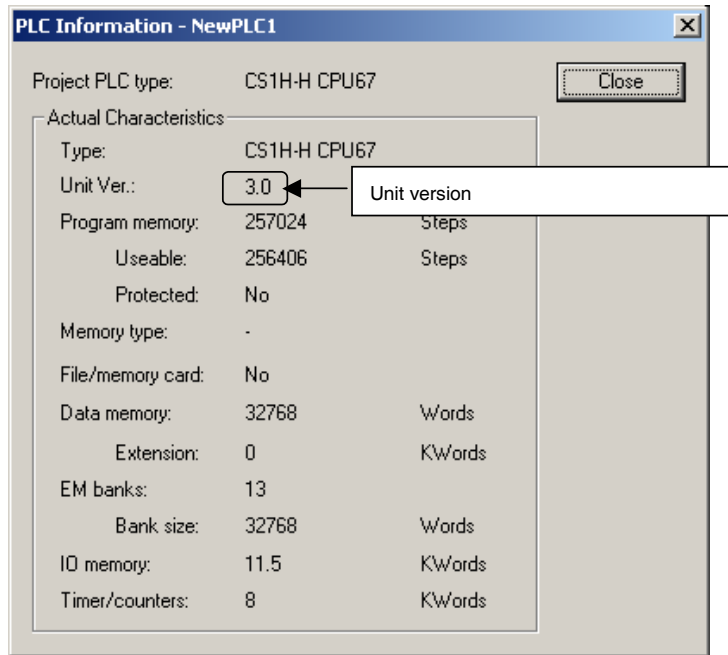 PLC Information - NewPLC1
Project PLC type: CS1H-H CPU67 Close
Actual Characteristics
Type: CS1H-H CPU67
Unit Ver.: 3.0 Unit version
Program memory: 257024 Steps
Useable: 256406 Steps
Protected: No
Memory type: -
File/memory card: No
Data memory: 32768 Words
Extension: 0 KWords
EM banks: 13
Bank size: 32768 Words
IO memory: 11.5 KWords
Timer/counters: 8 KWords